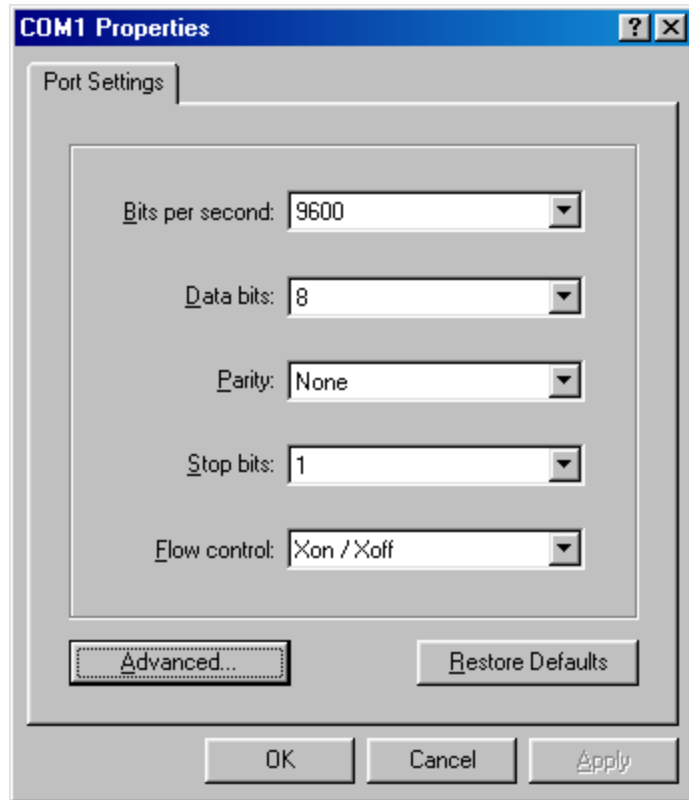 COM1 Properties
Port Settings
Bits per second: 9600
Data bits: 8
Parity: None
Stop bits: 1
Flow control: Xon / Xoff
Advanced... Restore Defaults
OK Cancel Apply